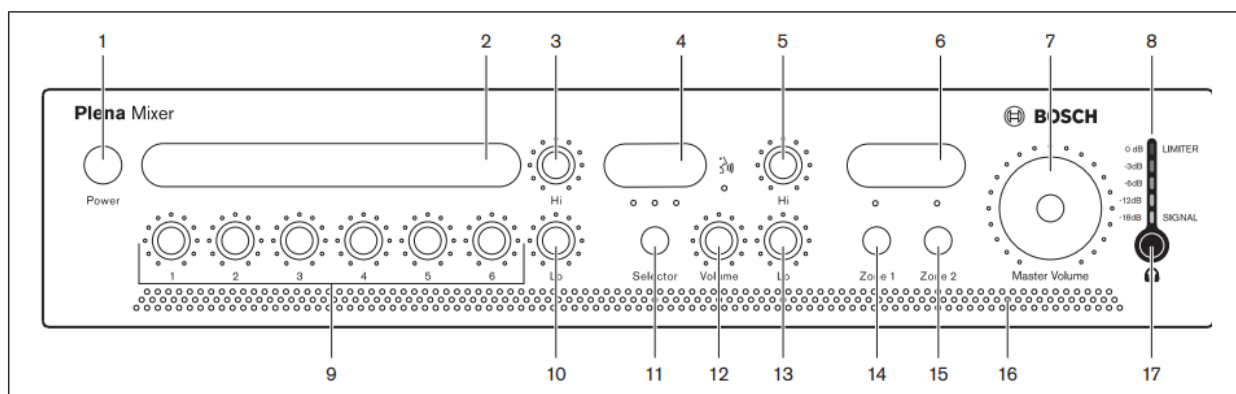 1 2 3 4 5 6 7 8
Plena Mixer
BOSCH
0 dB LIMITER
-3dB
-6dB
-12dB
-18dB SIGNAL
Power
Hi
Hi
1 2 3 4 5 6
Lo
Selector
Volume
Lo
Zone 1
Zone 2
Master Volume
9 10 11 12 13 14 15 16 17